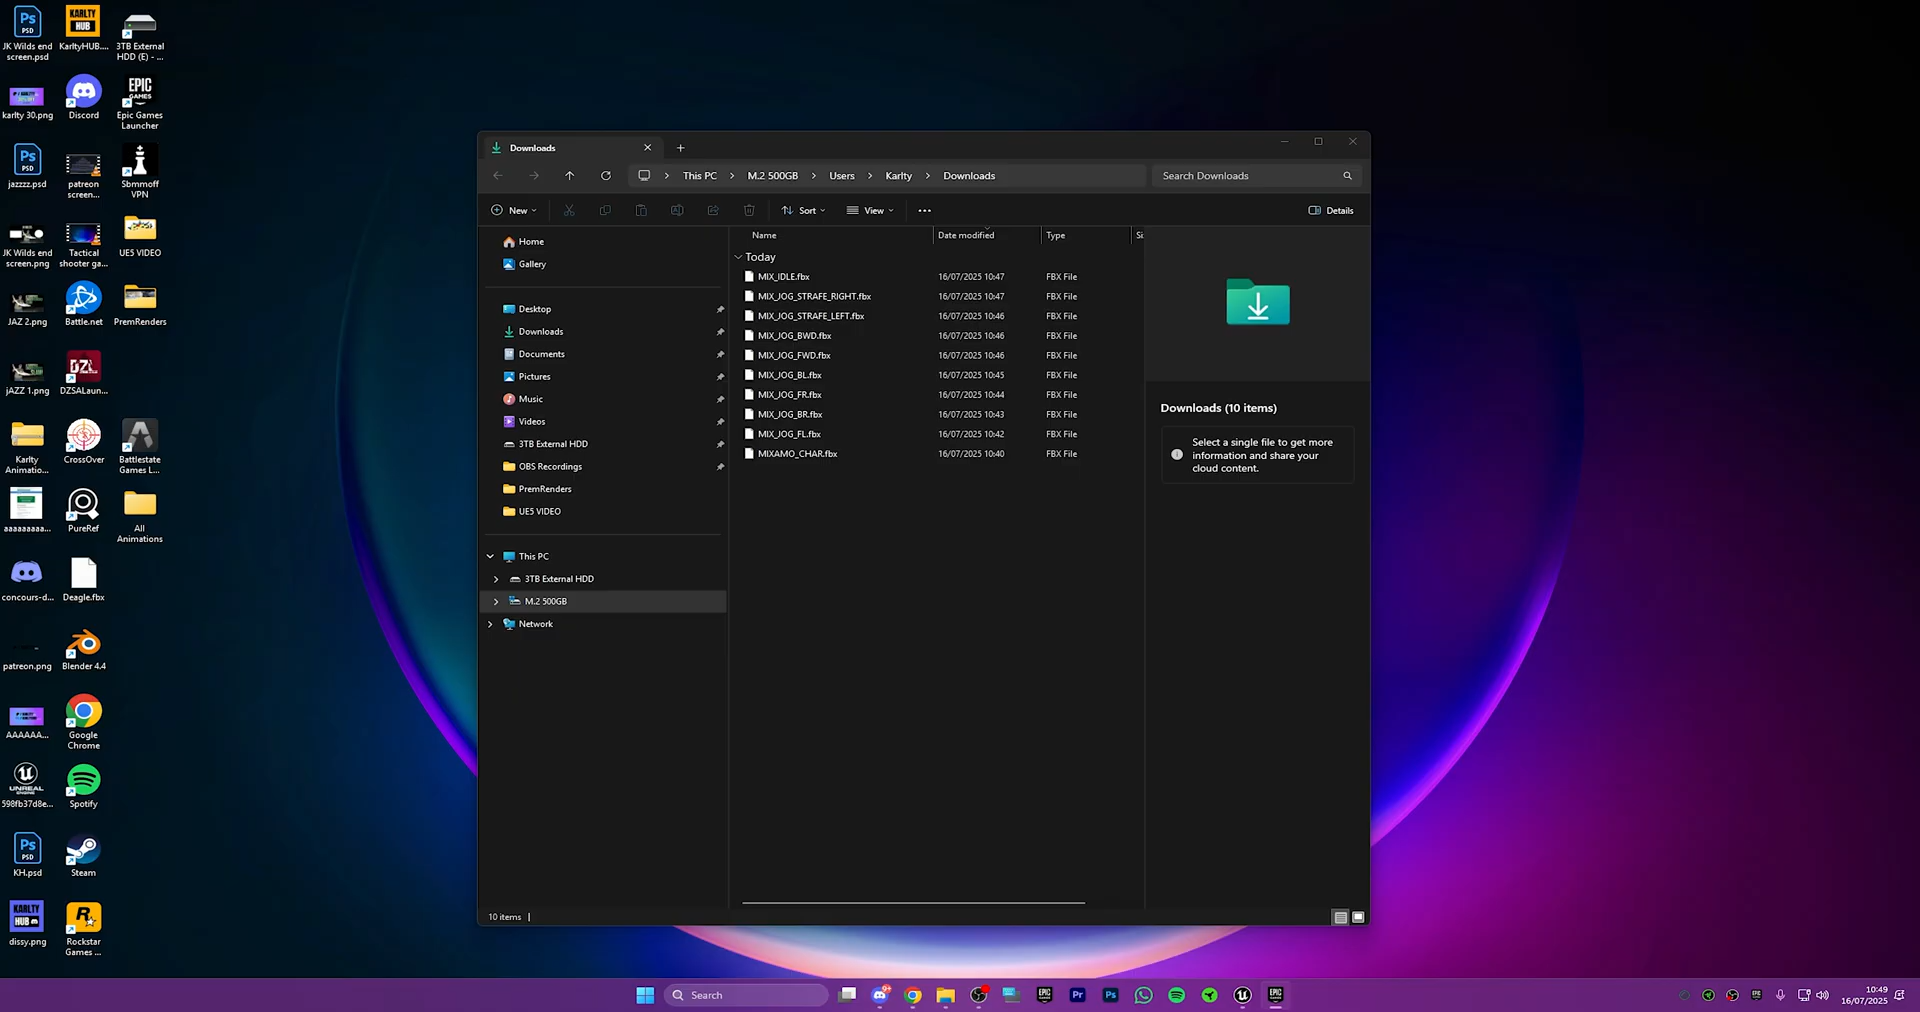 JK Wilds end
screen.psd
KARLTY
HUB
KarltyHUB....
3TB External
HDD (E) - ...
karlty 30.png
Discord
EPIC
GAMES
Epic Games
Launcher
jazzzz.psd
patreon
screen...
Sbmmoff
VPN
JK Wilds end
screen.png
Tactical
shooter ga...
UE5 VIDEO
JAZ 2.png
Battle.net
PremRenders
jAZZ 1.png
DZSALaun...
Karlty
Animatio...
CrossOver
Battlestate
Games L...
aaaaaaaaa...
PureRef
All
Animations
concours-d...
Deagle.fbx
patreon.png
Blender 4.4
AAAAAA...
Google
Chrome
UNREAL
ENGINE
598fb37d8e...
Spotify
KH.psd
Steam
KARLTY
HUB
dissy.png
Rockstar
Games ...
Downloads
This PC
M.2 500GB
Users
Karlty
Downloads
Search Downloads
New
Sort
View
Details
Home
Gallery
Desktop
Downloads
Documents
Pictures
Music
Videos
3TB External HDD
OBS Recordings
PremRenders
UE5 VIDEO
This PC
3TB External HDD
M.2 500GB
Network
Name Date modified Type Si
Today
MIX_IDLE.fbx 16/07/2025 10:47 FBX File
MIX_JOG_STRAFE_RIGHT.fbx 16/07/2025 10:47 FBX File
MIX_JOG_STRAFE_LEFT.fbx 16/07/2025 10:46 FBX File
MIX_JOG_BWD.fbx 16/07/2025 10:46 FBX File
MIX_JOG_FWD.fbx 16/07/2025 10:46 FBX File
MIX_JOG_BL.fbx 16/07/2025 10:45 FBX File
MIX_JOG_FR.fbx 16/07/2025 10:44 FBX File
MIX_JOG_BR.fbx 16/07/2025 10:43 FBX File
MIX_JOG_FL.fbx 16/07/2025 10:42 FBX File
MIXAMO_CHAR.fbx 16/07/2025 10:40 FBX File
Downloads (10 items)
Select a single file to get more
information and share your
cloud content.
10 items
Search
10:49
16/07/2025